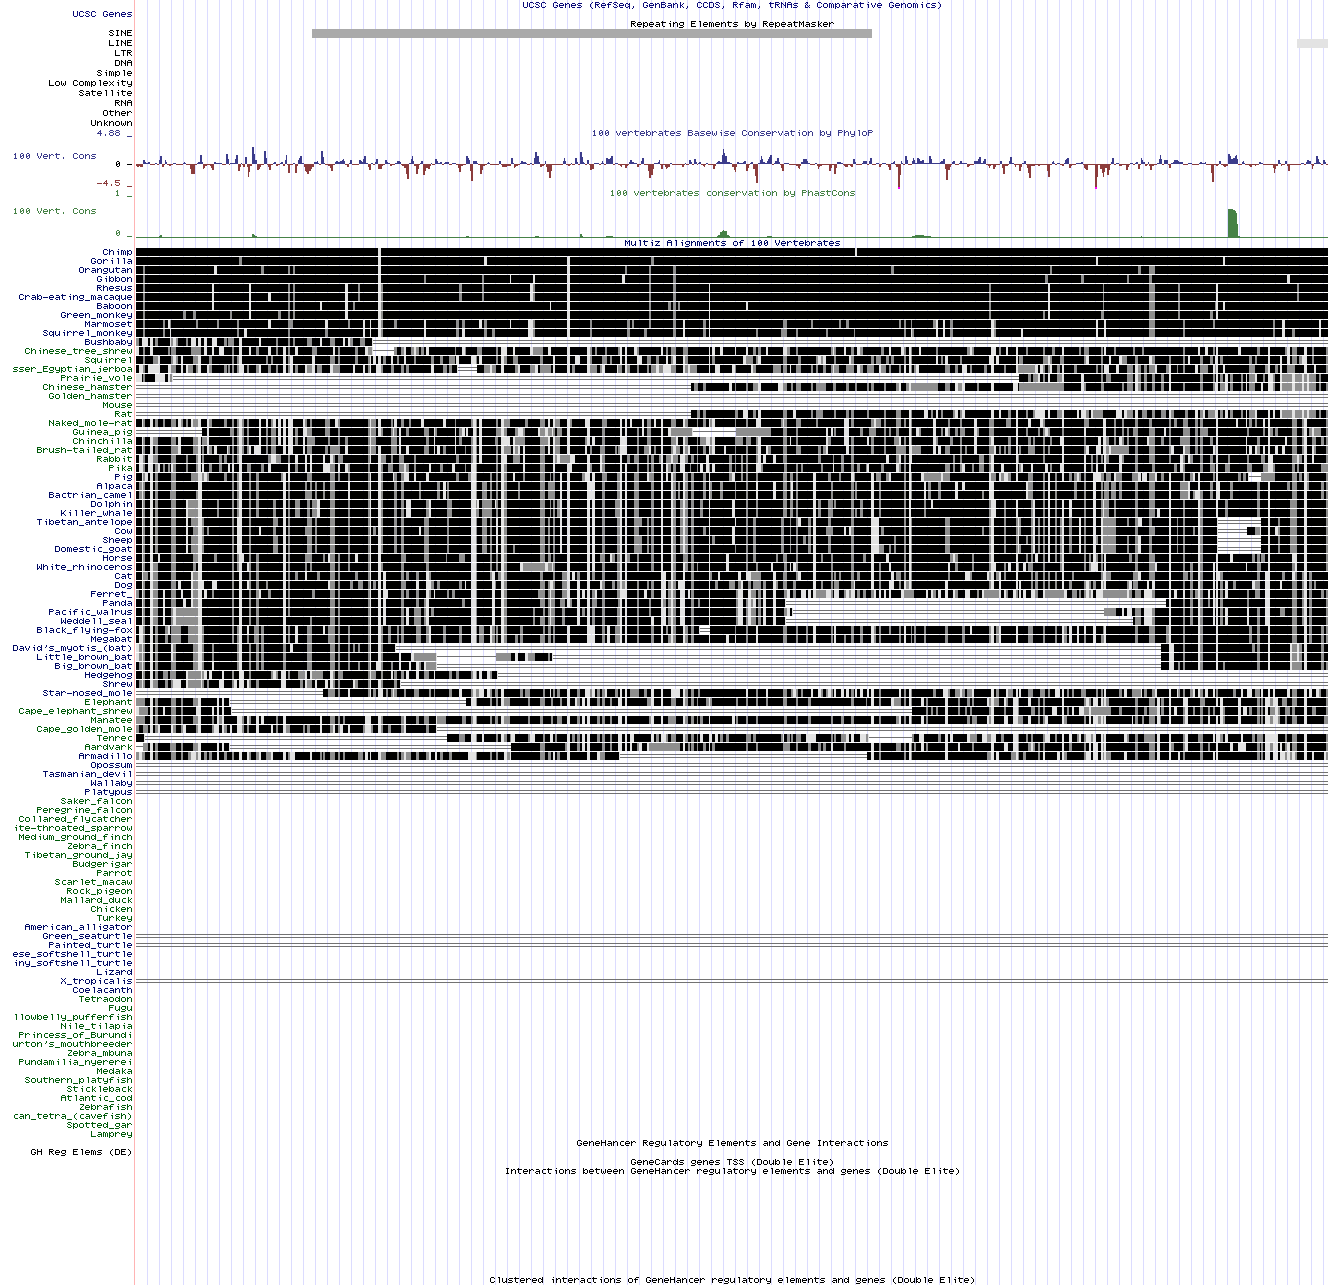 UCSC Genes (RefSeq, GenBank, CCDS, Rfam, tRNAs & Comparative Genomics)
UCSC Genes
Repeating Elements by RepeatMasker
SINE
LINE
LTR
DNA
Simple
Low Complexity
Satellite
RNA
Other
Unknown
4.88 _
100 vertebrates Basewise Conservation by PhyloP
100 Vert. Cons
0 -
-4.5 _
100 vertebrates conservation by PhastCons
1 _
100 Vert. Cons
0 _
Multiz Alignments of 100 Vertebrates
Chimp
Gorilla
Orangutan
Gibbon
Rhesus
Crab-eating_macaque
Baboon
Green_monkey
Marmoset
Squirrel_monkey
Bushbaby
Chinese_tree_shrew
Squirrel
sser_Egyptian_jerboa
Prairie_vole
Chinese_hamster
Golden_hamster
Mouse
Rat
Naked_mole-rat
Guinea_pig
Chinchilla
Brush-tailed_rat
Rabbit
Pika
Pig
Alpaca
Bactrian_camel
Dolphin
Killer_whale
Tibetan_antelope
Cow
Sheep
Domestic_goat
Horse
White_rhinoceros
Cat
Dog
Ferret_
Panda
Pacific_walrus
Weddell_seal
Black_flying-fox
Megabat
David's_myotis_(bat)
Little_brown_bat
Big_brown_bat
Hedgehog
Shrew
Star-nosed_mole
Elephant
Cape_elephant_shrew
Manatee
Cape_golden_mole
Tenrec
Aardvark
Armadillo
Opossum
Tasmanian_devil
Wallaby
Platypus
Saker_falcon
Peregrine_falcon
Collared_flycatcher
ite-throated_sparrow
Medium_ground_finch
Zebra_finch
Tibetan_ground_jay
Budgerigar
Parrot
Scarlet_macaw
Rock_pigeon
Mallard_duck
Chicken
Turkey
American_alligator
Green_seaturtle
Painted_turtle
ese_softshell_turtle
iny_softshell_turtle
Lizard
X_tropicalis
Coelacanth
Tetraodon
Fugu
llowbelly_pufferfish
Nile_tilapia
Princess_of_Burundi
urton's_mouthbreeder
Zebra_mbuna
Pundamilia_nyererei
Medaka
Southern_platyfish
Stickleback
Atlantic_cod
Zebrafish
can_tetra_(cavefish)
Spotted_gar
Lamprey
GeneHancer Regulatory Elements and Gene Interactions
GH Reg Elems (DE)
GeneCards genes TSS (Double Elite)
Interactions between GeneHancer regulatory elements and genes (Double Elite)
Clustered interactions of GeneHancer regulatory elements and genes (Double Elite)